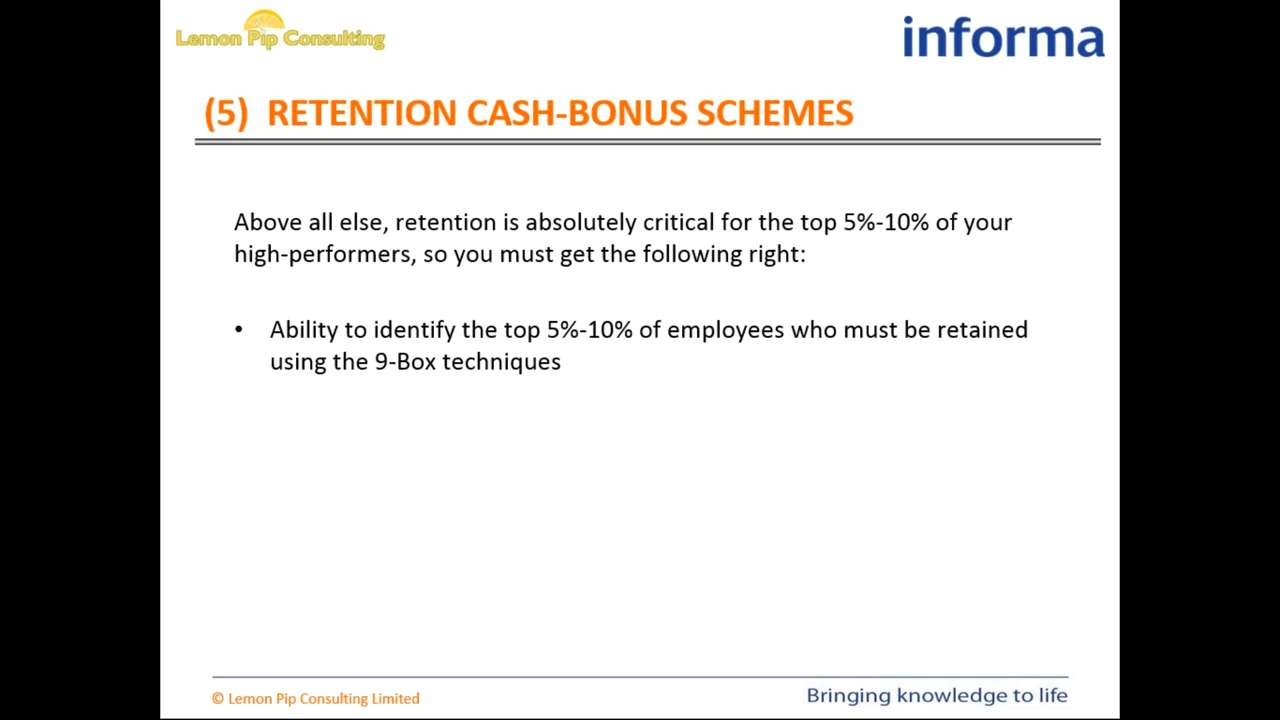 Lemon Pip Consulting
informa
(5) RETENTION CASH-BONUS SCHEMES
Above all else, retention is absolutely critical for the top 5%-10% of your
high-performers, so you must get the following right:
• Ability to identify the top 5%-10% of employees who must be retained
using the 9-Box techniques
© Lemon Pip Consulting Limited
Bringing knowledge to life